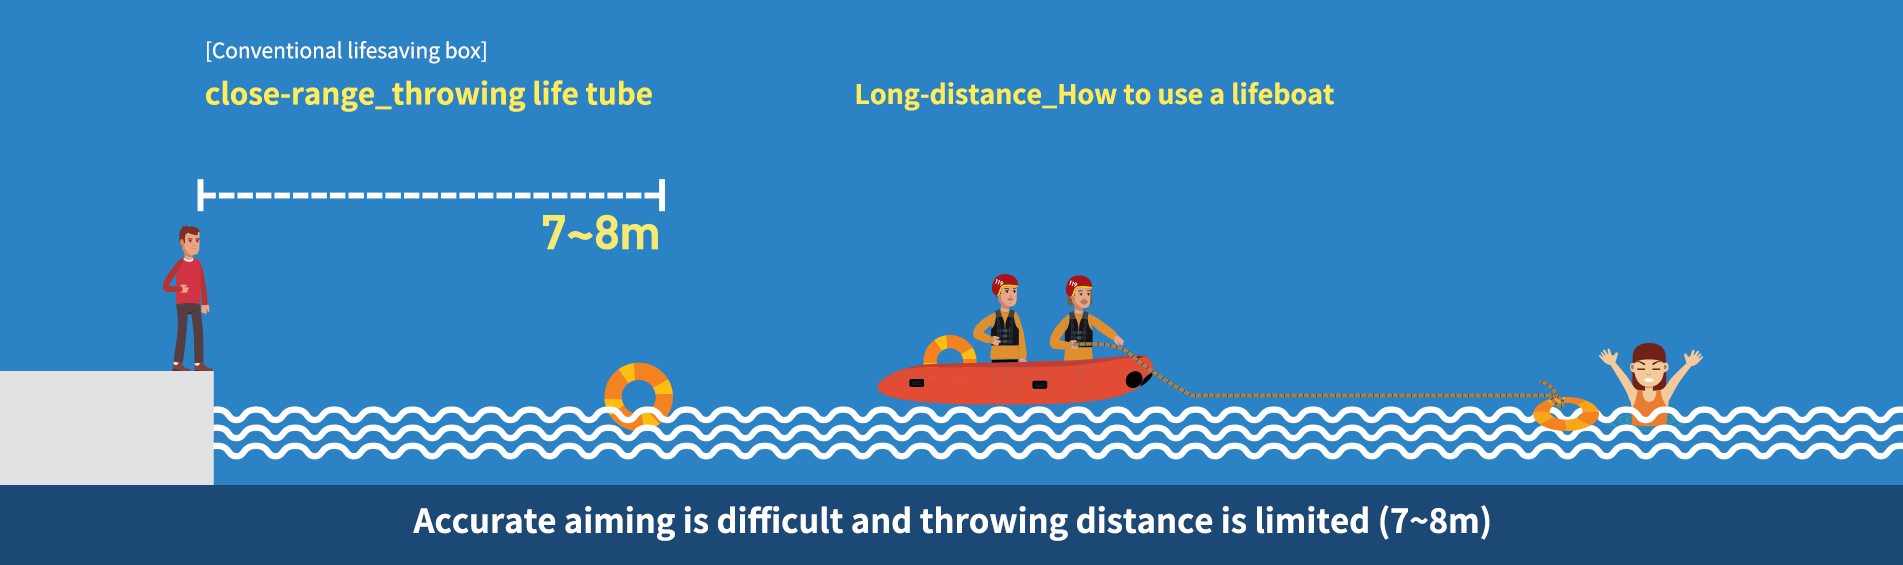 [Conventional lifesaving box]
close-range_throwing life tube
Long-distance_How to use a lifeboat
7~8m
119
119
Accurate aiming is difficult and throwing distance is limited (7~8m)